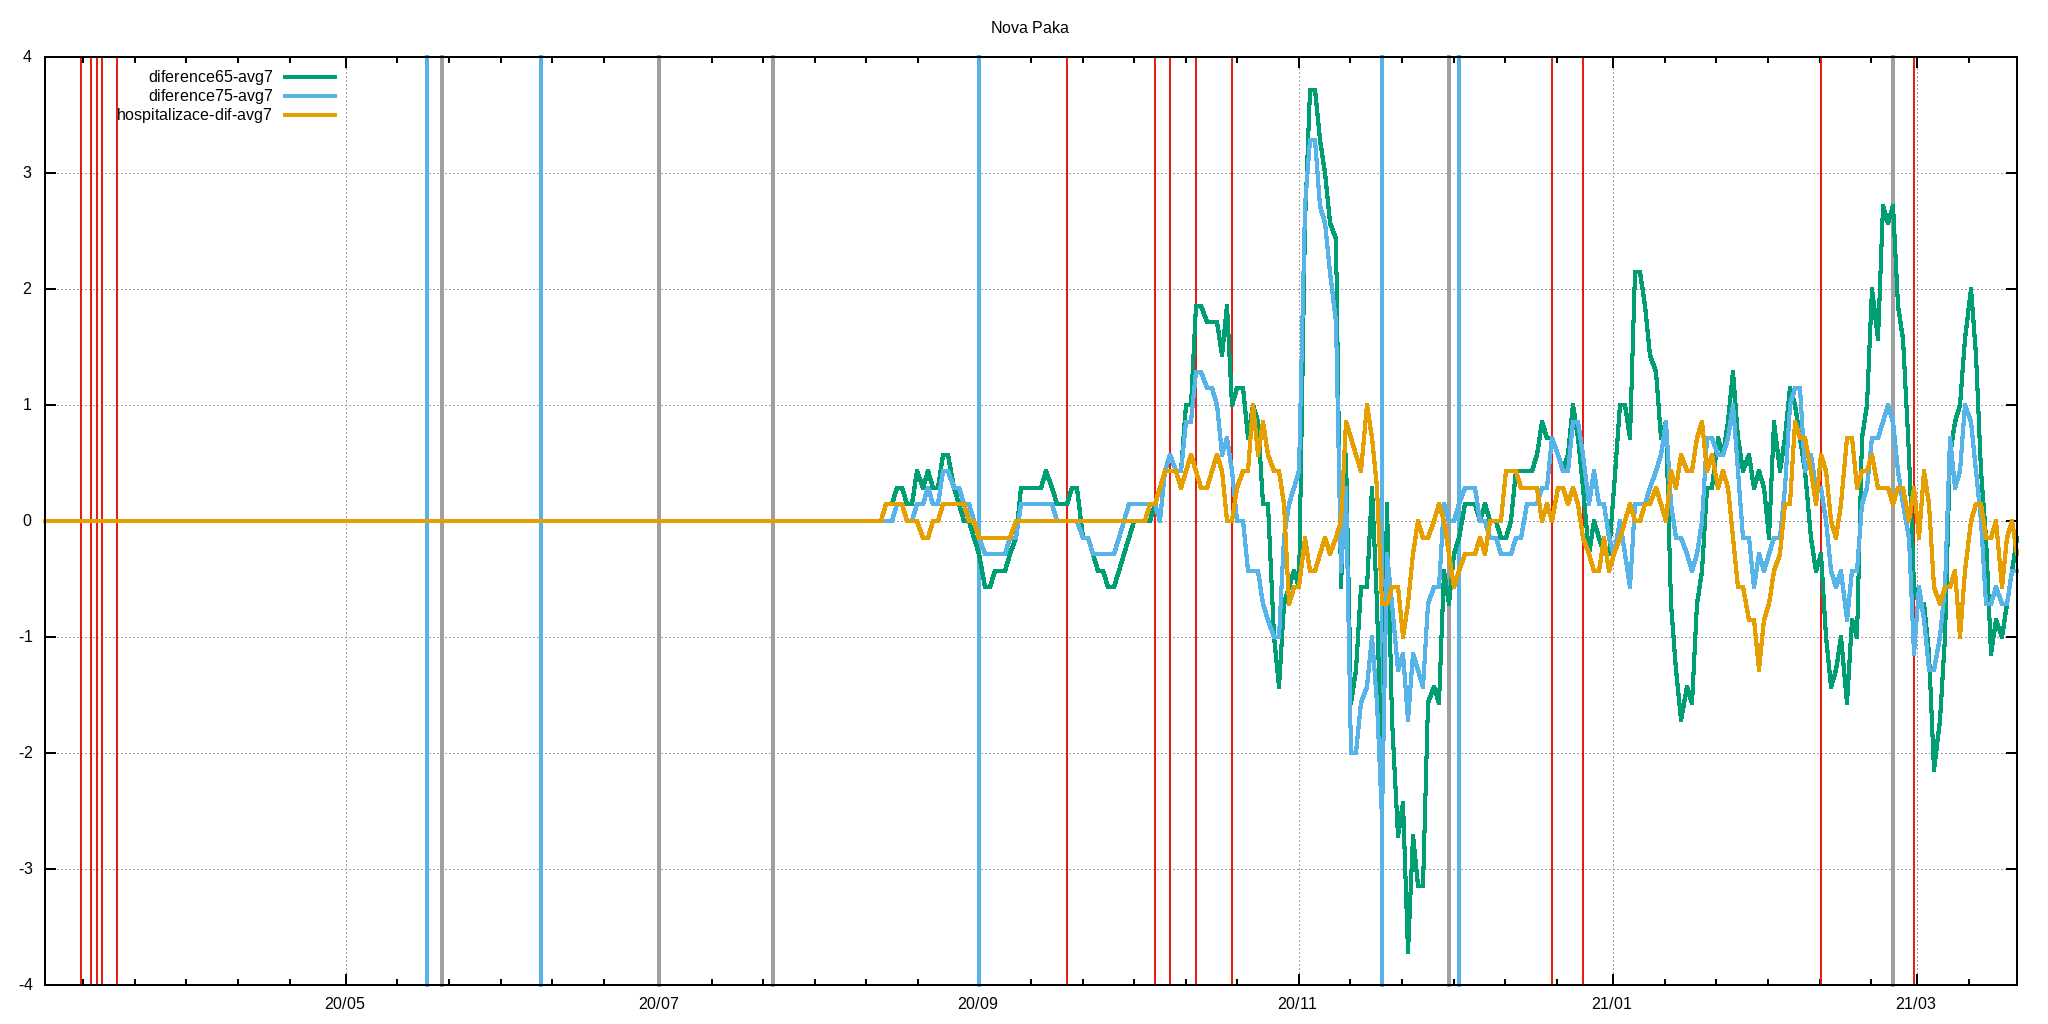 Nova Paka
diference65-avg7
diference75-avg7
hospitalizace-dif-avg7
4
3
2
1
0
-1
-2
-3
-4
20/05 20/07 20/09 20/11 21/01 21/03